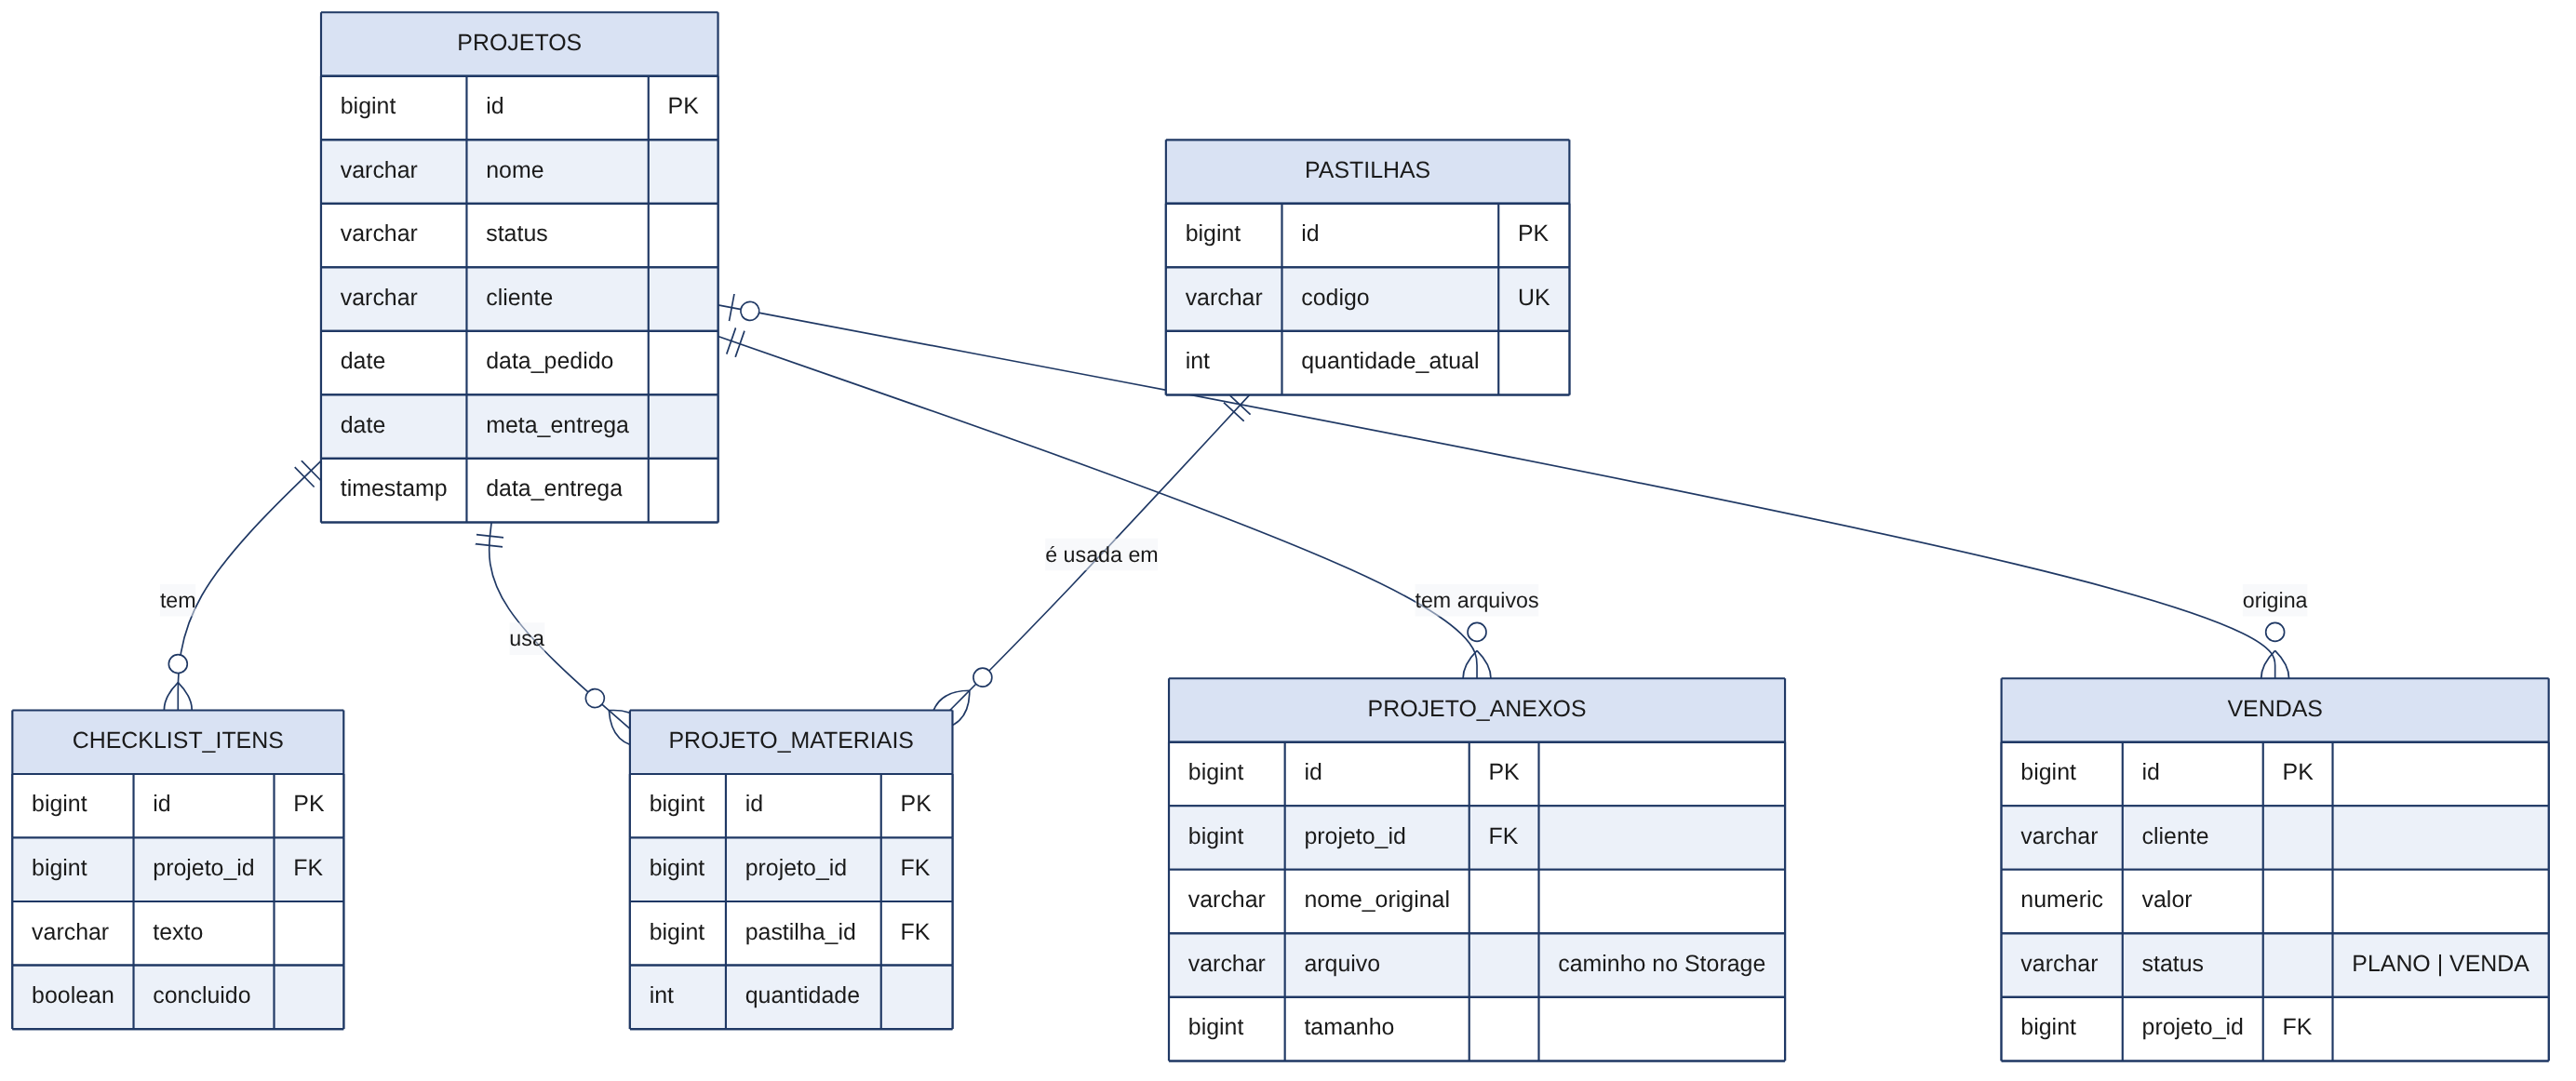 PROJETOS
bigint id PK
varchar nome
varchar status
varchar cliente
date data_pedido
date meta_entrega
timestamp data_entrega
PASTILHAS
bigint id PK
varchar codigo UK
int quantidade_atual
tem
usa
é usada em
tem arquivos
origina
CHECKLIST_ITENS
bigint id PK
bigint projeto_id FK
varchar texto
boolean concluido
PROJETO_MATERIAIS
bigint id PK
bigint projeto_id FK
bigint pastilha_id FK
int quantidade
PROJETO_ANEXOS
bigint id PK
bigint projeto_id FK
varchar nome_original
varchar arquivo caminho no Storage
bigint tamanho
VENDAS
bigint id PK
varchar cliente
numeric valor
varchar status PLANO | VENDA
bigint projeto_id FK